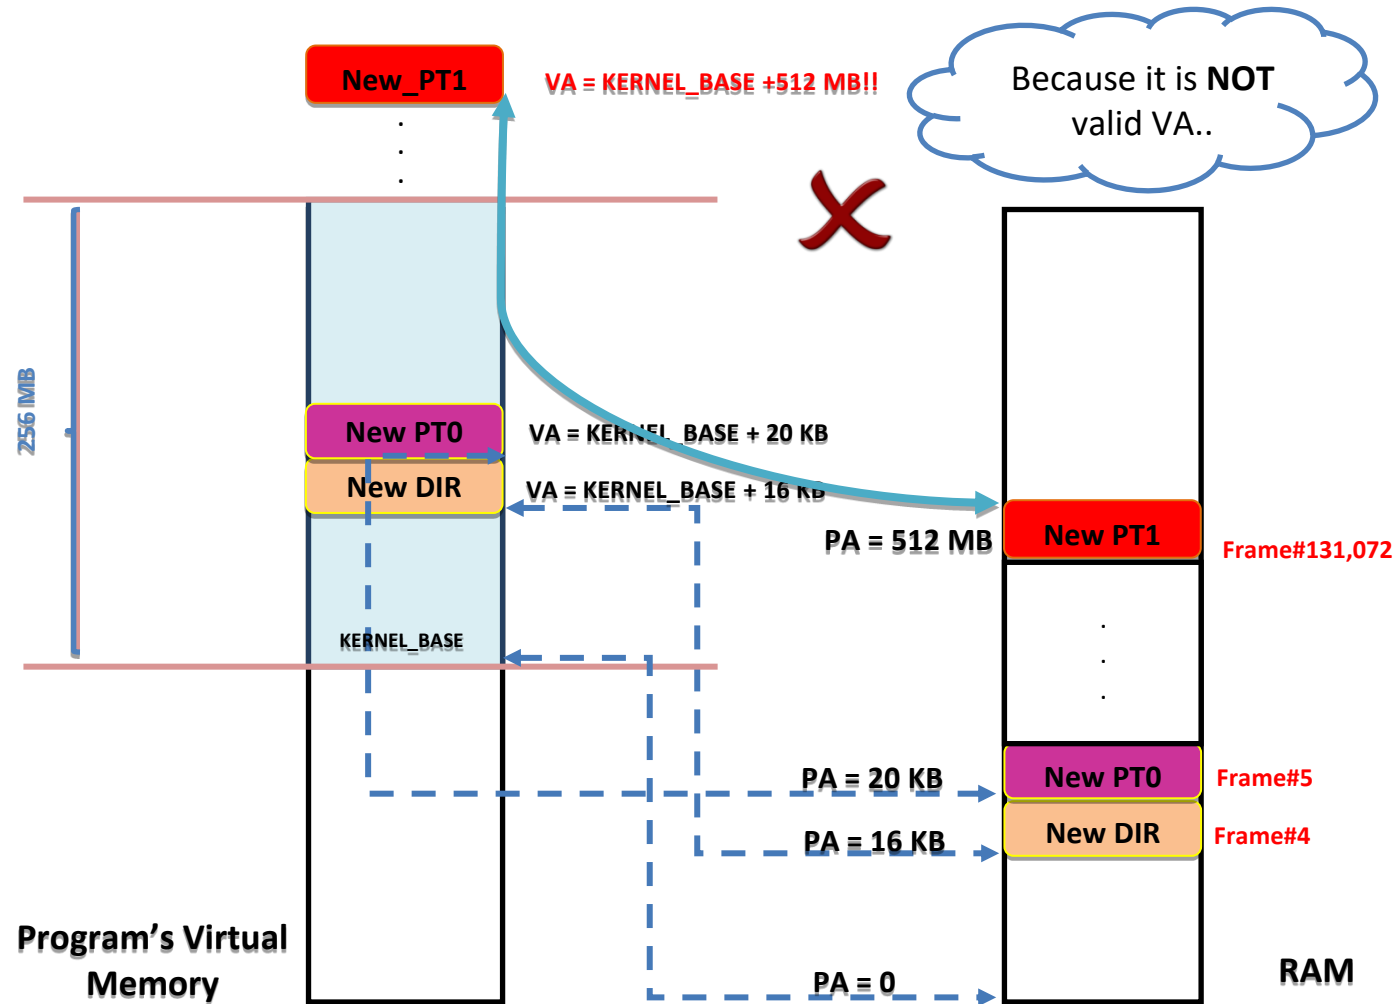 New_PT1
VA = KERNEL_BASE +512 MB!!
Because it is NOT
valid VA..
.
.
.
256 MB
New PT0
VA = KERNEL_BASE + 20 KB
New DIR
VA = KERNEL_BASE + 16 KB
PA = 512 MB
New PT1
Frame#131,072
.
.
.
KERNEL_BASE
PA = 20 KB
New PT0
Frame#5
PA = 16 KB
New DIR
Frame#4
Program’s Virtual
Memory
PA = 0
RAM